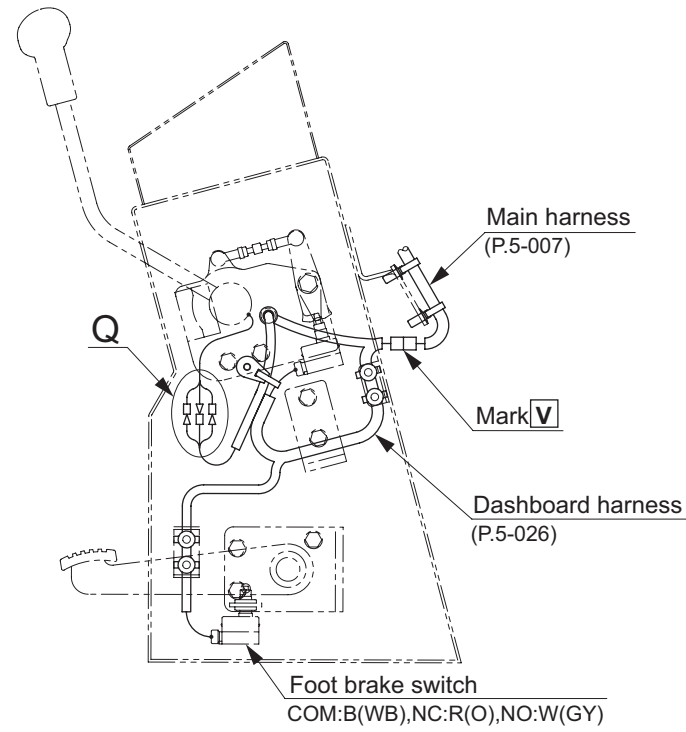 Main harness
(P.5-007)
Q
Mark V
Dashboard harness
(P.5-026)
Foot brake switch
COM:B(WB),NC:R(O),NO:W(GY)